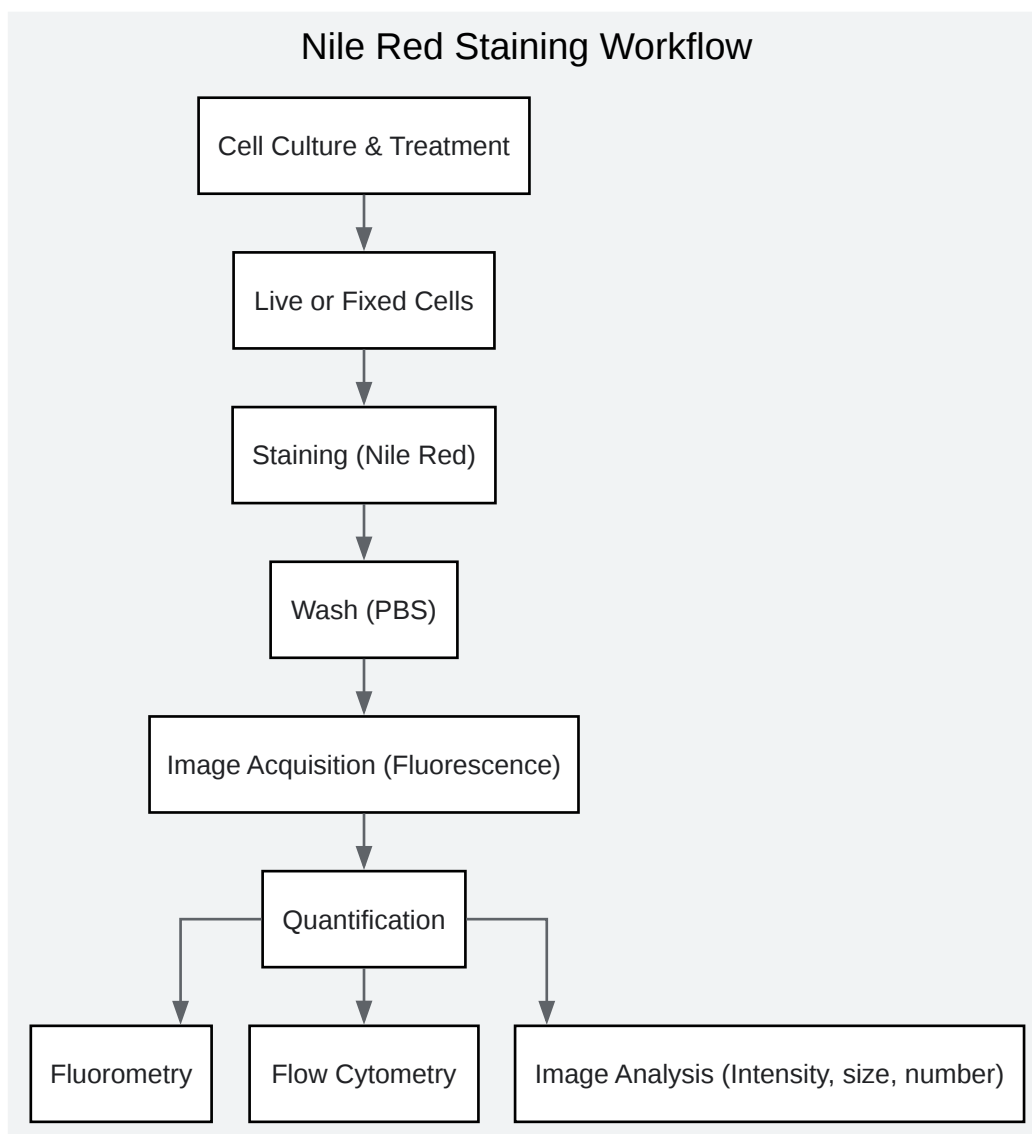 Nile Red Staining Workflow
Cell Culture & Treatment
Live or Fixed Cells
Staining (Nile Red)
Wash (PBS)
Image Acquisition (Fluorescence)
Quantification
Fluorometry
Flow Cytometry
Image Analysis (Intensity, size, number)